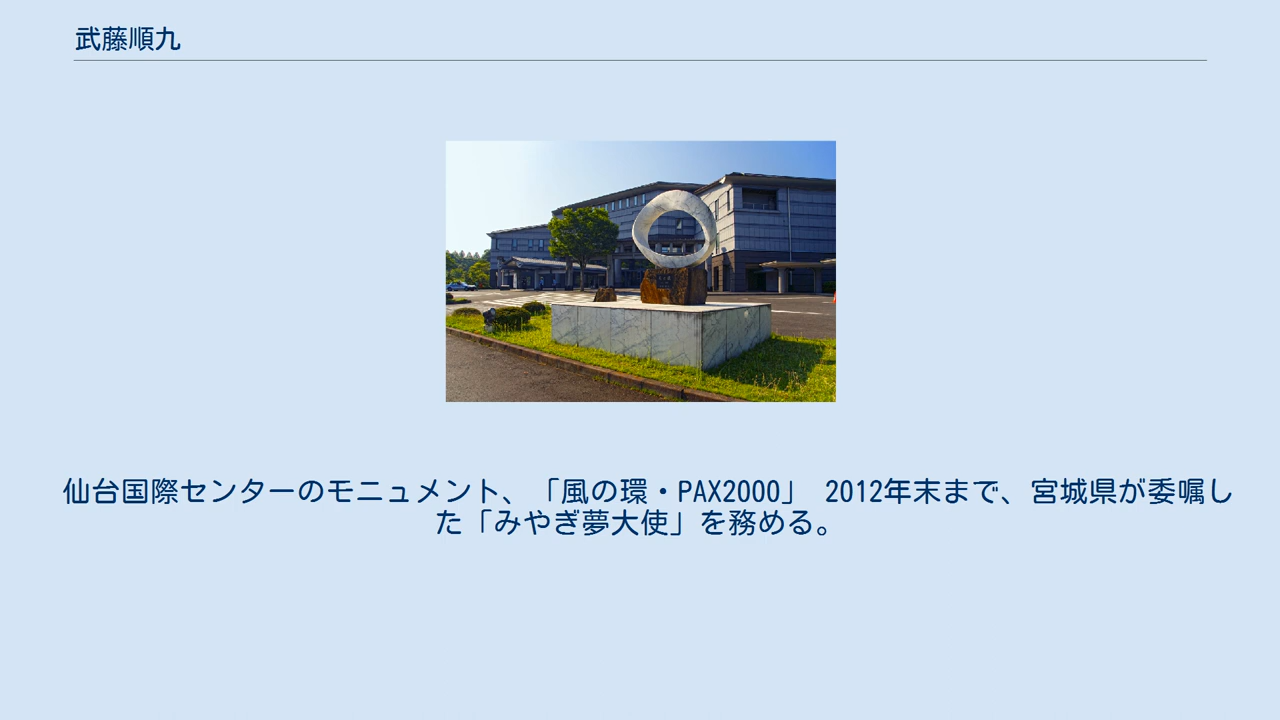 武藤順九
仙台国際センターのモニュメント、「風の環・PAX2000」 2012年末まで、宮城県が委嘱し
た「みやぎ夢大使」を務める。